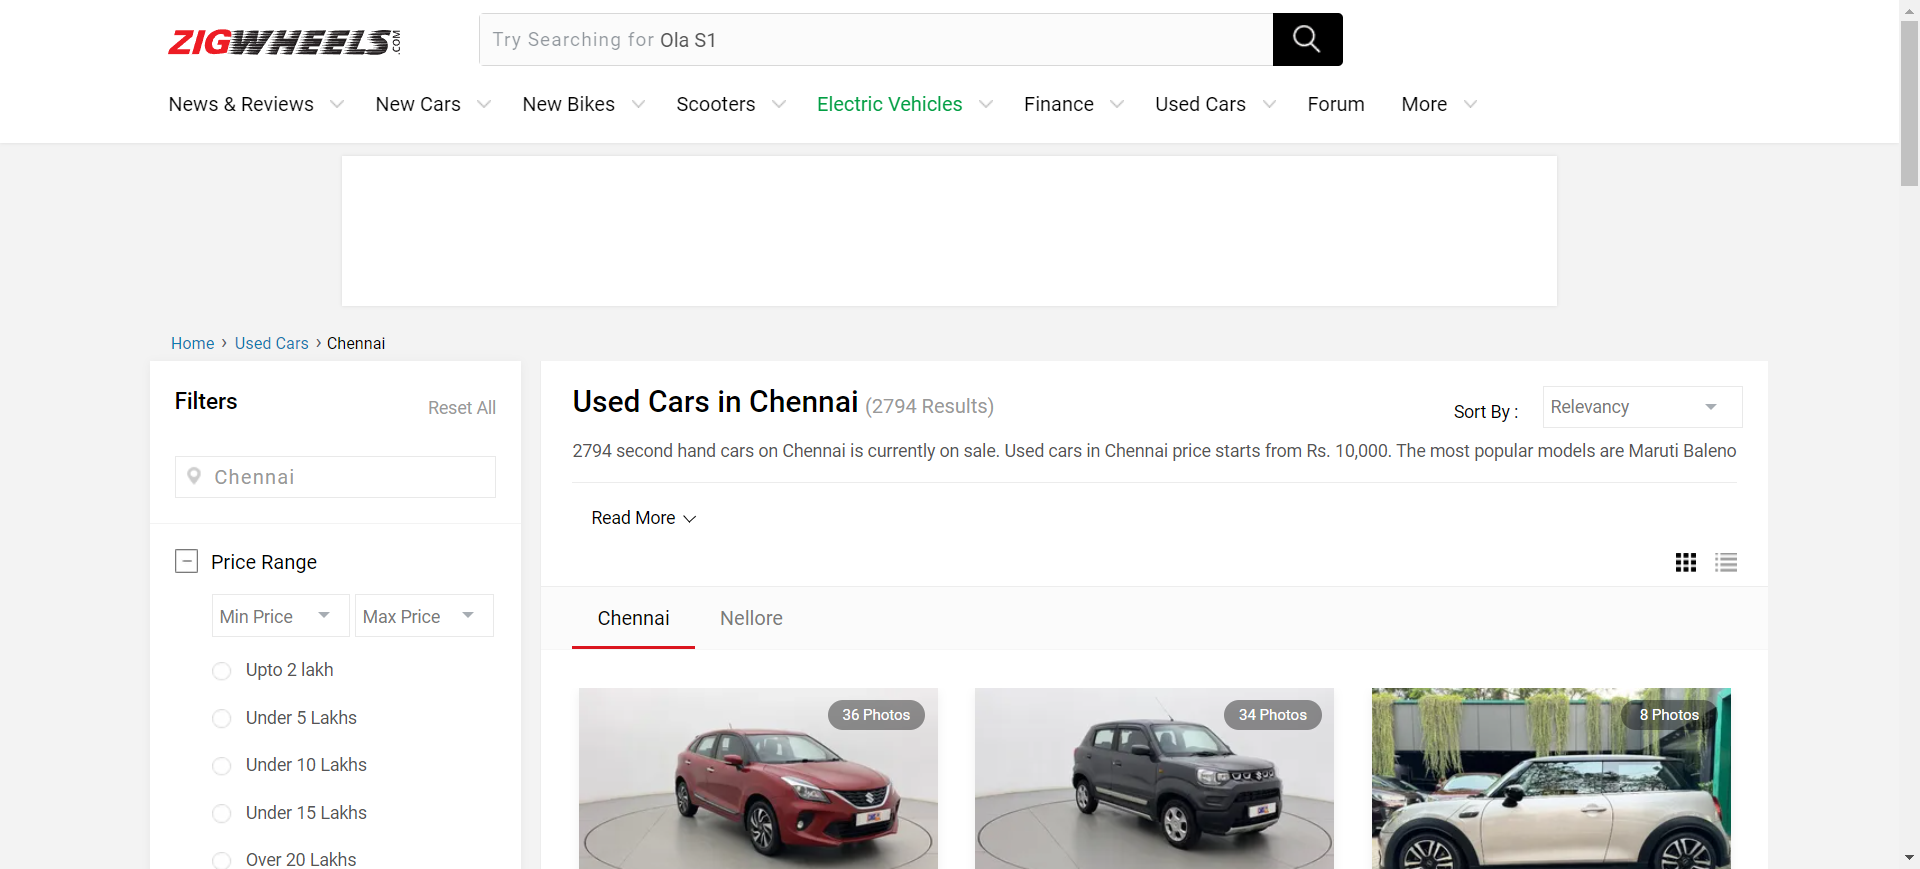 ZIGWHEELS.COM
Try Searching for Ola S1
News & Reviews New Cars New Bikes Scooters Electric Vehicles Finance Used Cars Forum More
Home › Used Cars › Chennai
Filters
Reset All
Chennai
Price Range
Min Price Max Price
Upto 2 lakh
Under 5 Lakhs
Under 10 Lakhs
Under 15 Lakhs
Over 20 Lakhs
Used Cars in Chennai (2794 Results)
Sort By : Relevancy
2794 second hand cars on Chennai is currently on sale. Used cars in Chennai price starts from Rs. 10,000. The most popular models are Maruti Baleno
Read More
Chennai Nellore
36 Photos
34 Photos
8 Photos